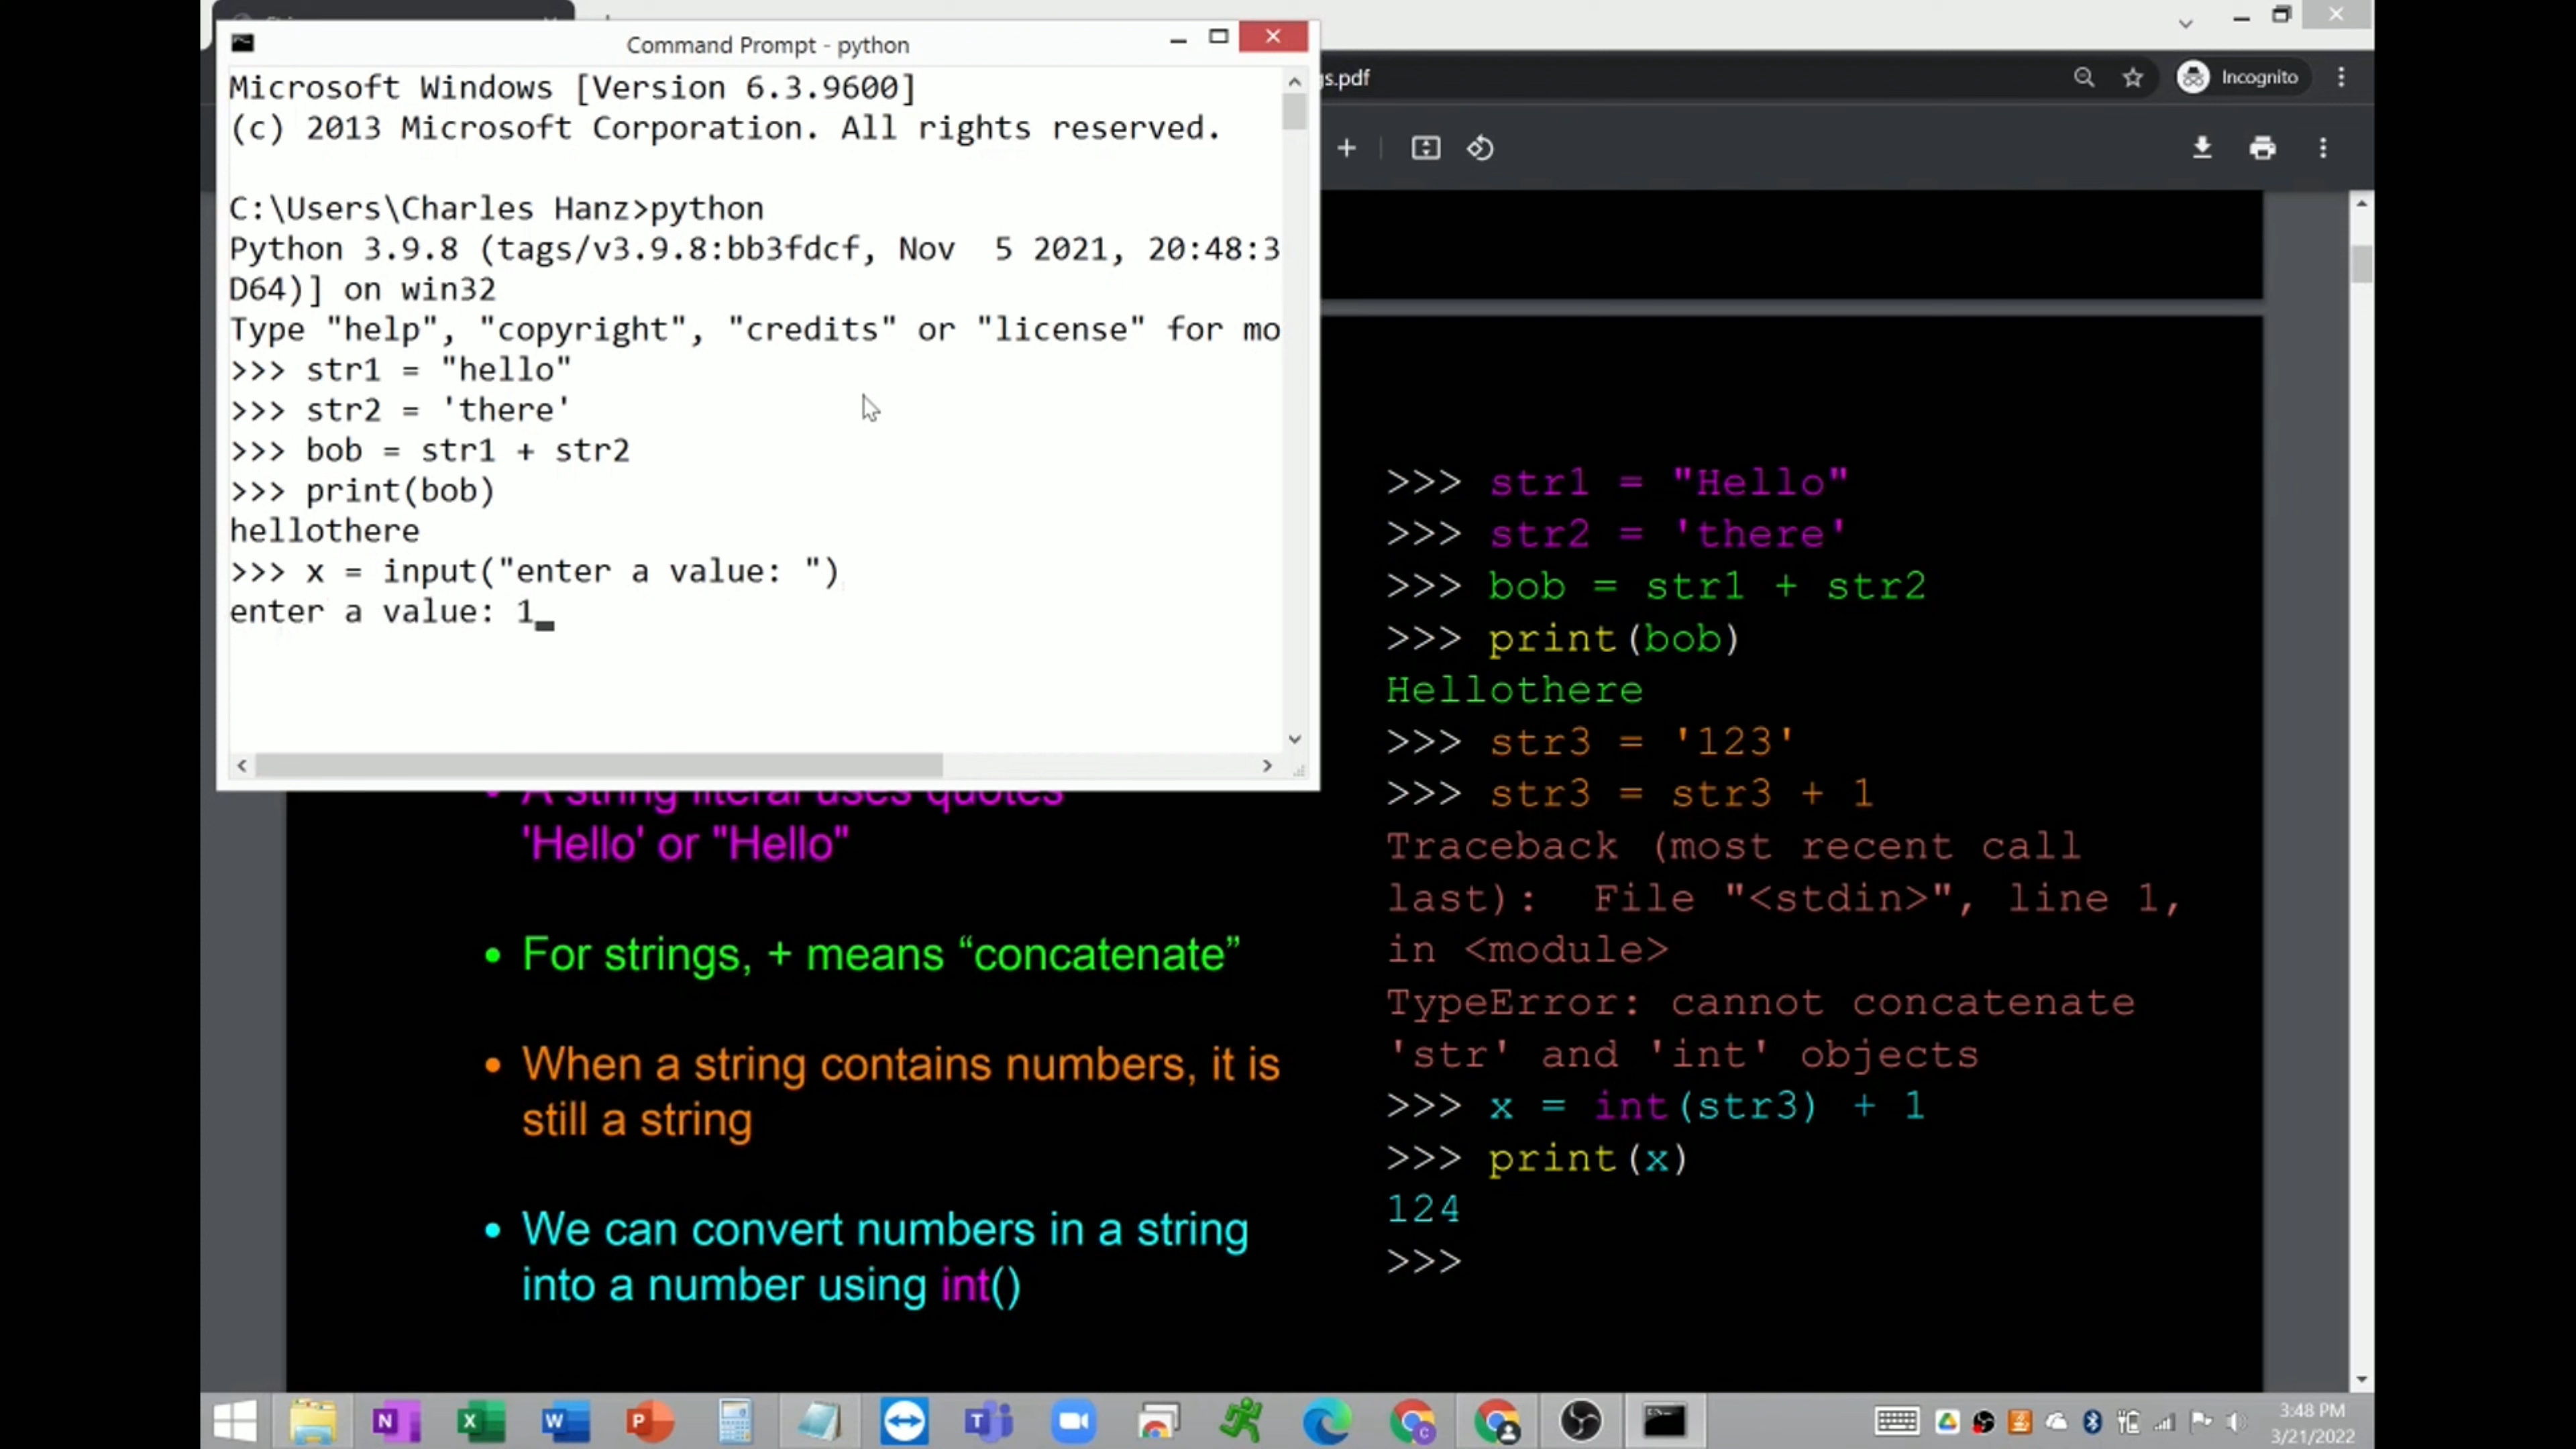 Command Prompt - python
Microsoft Windows [Version 6.3.9600]
(c) 2013 Microsoft Corporation. All rights reserved.
C:\Users\Charles Hanz>python
Python 3.9.8 (tags/v3.9.8:bb3fdcf, Nov  5 2021, 20:48:3
D64)] on win32
Type "help", "copyright", "credits" or "license" for mo
>>> str1 = "hello"
>>> str2 = 'there'
>>> bob = str1 + str2
>>> print(bob)
hellothere
>>> x = input("enter a value: ")
enter a value: 1
gs.pdf
Incognito
• A string literal uses quotes
'Hello' or "Hello"
• For strings, + means “concatenate”
• When a string contains numbers, it is
still a string
• We can convert numbers in a string
into a number using int()
>>> str1 = "Hello"
>>> str2 = 'there'
>>> bob = str1 + str2
>>> print(bob)
Hellothere
>>> str3 = '123'
>>> str3 = str3 + 1
Traceback (most recent call
last):  File "<stdin>", line 1,
in <module>
TypeError: cannot concatenate
'str' and 'int' objects
>>> x = int(str3) + 1
>>> print(x)
124
>>>
3:48 PM
3/21/2022